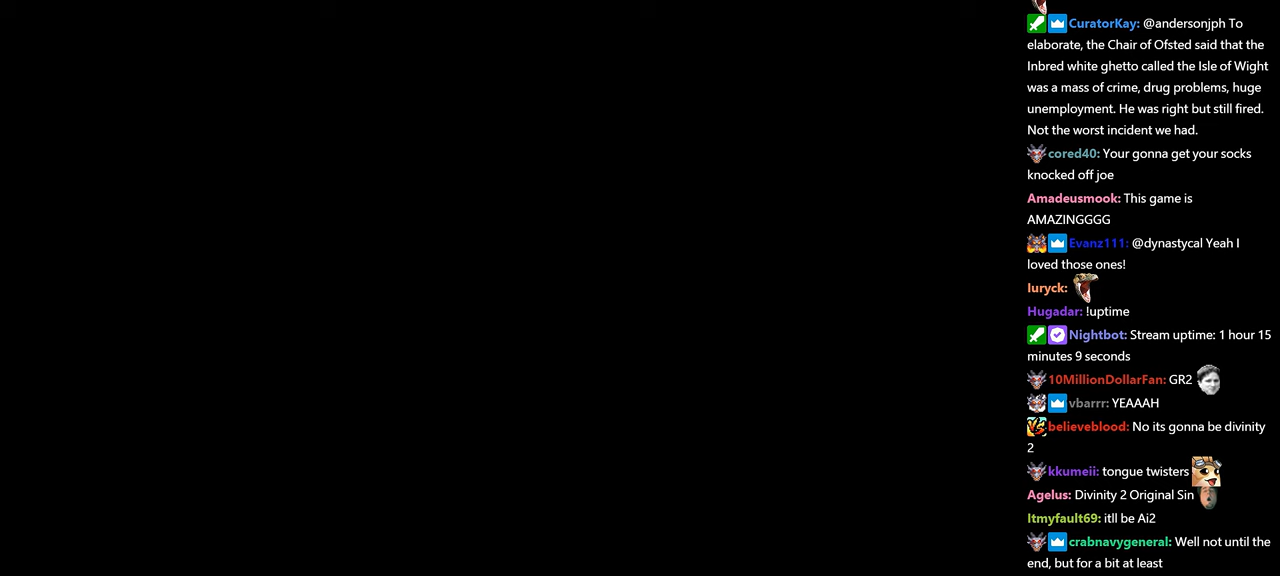 CuratorKay: @andersonjph To
elaborate, the Chair of Ofsted said that the
Inbred white ghetto called the Isle of Wight
was a mass of crime, drug problems, huge
unemployment. He was right but still fired.
Not the worst incident we had.
cored40: Your gonna get your socks
knocked off joe
Amadeusmook: This game is
AMAZINGGGG
Evanz111: @dynastycal Yeah I
loved those ones!
Iuryck:
Hugadar: !uptime
Nightbot: Stream uptime: 1 hour 15
minutes 9 seconds
10MillionDollarFan: GR2
vbarrr: YEAAAH
believeblood: No its gonna be divinity
2
kkumeii: tongue twisters
Agelus: Divinity 2 Original Sin
Itmyfault69: itll be Ai2
crabnavygeneral: Well not until the
end, but for a bit at least